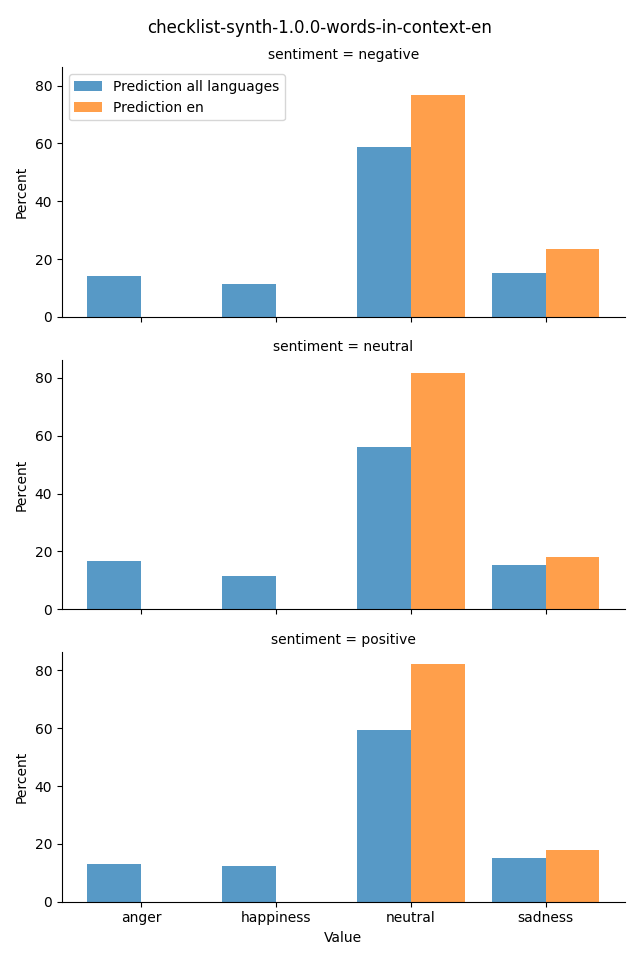 checklist-synth-1.0.0-words-in-context-en
sentiment = negative
Prediction all languages
Prediction en
80
60
40
20
0
Percent
sentiment = neutral
80
60
40
20
0
Percent
sentiment = positive
80
60
40
20
0
Percent
anger happiness neutral sadness
Value